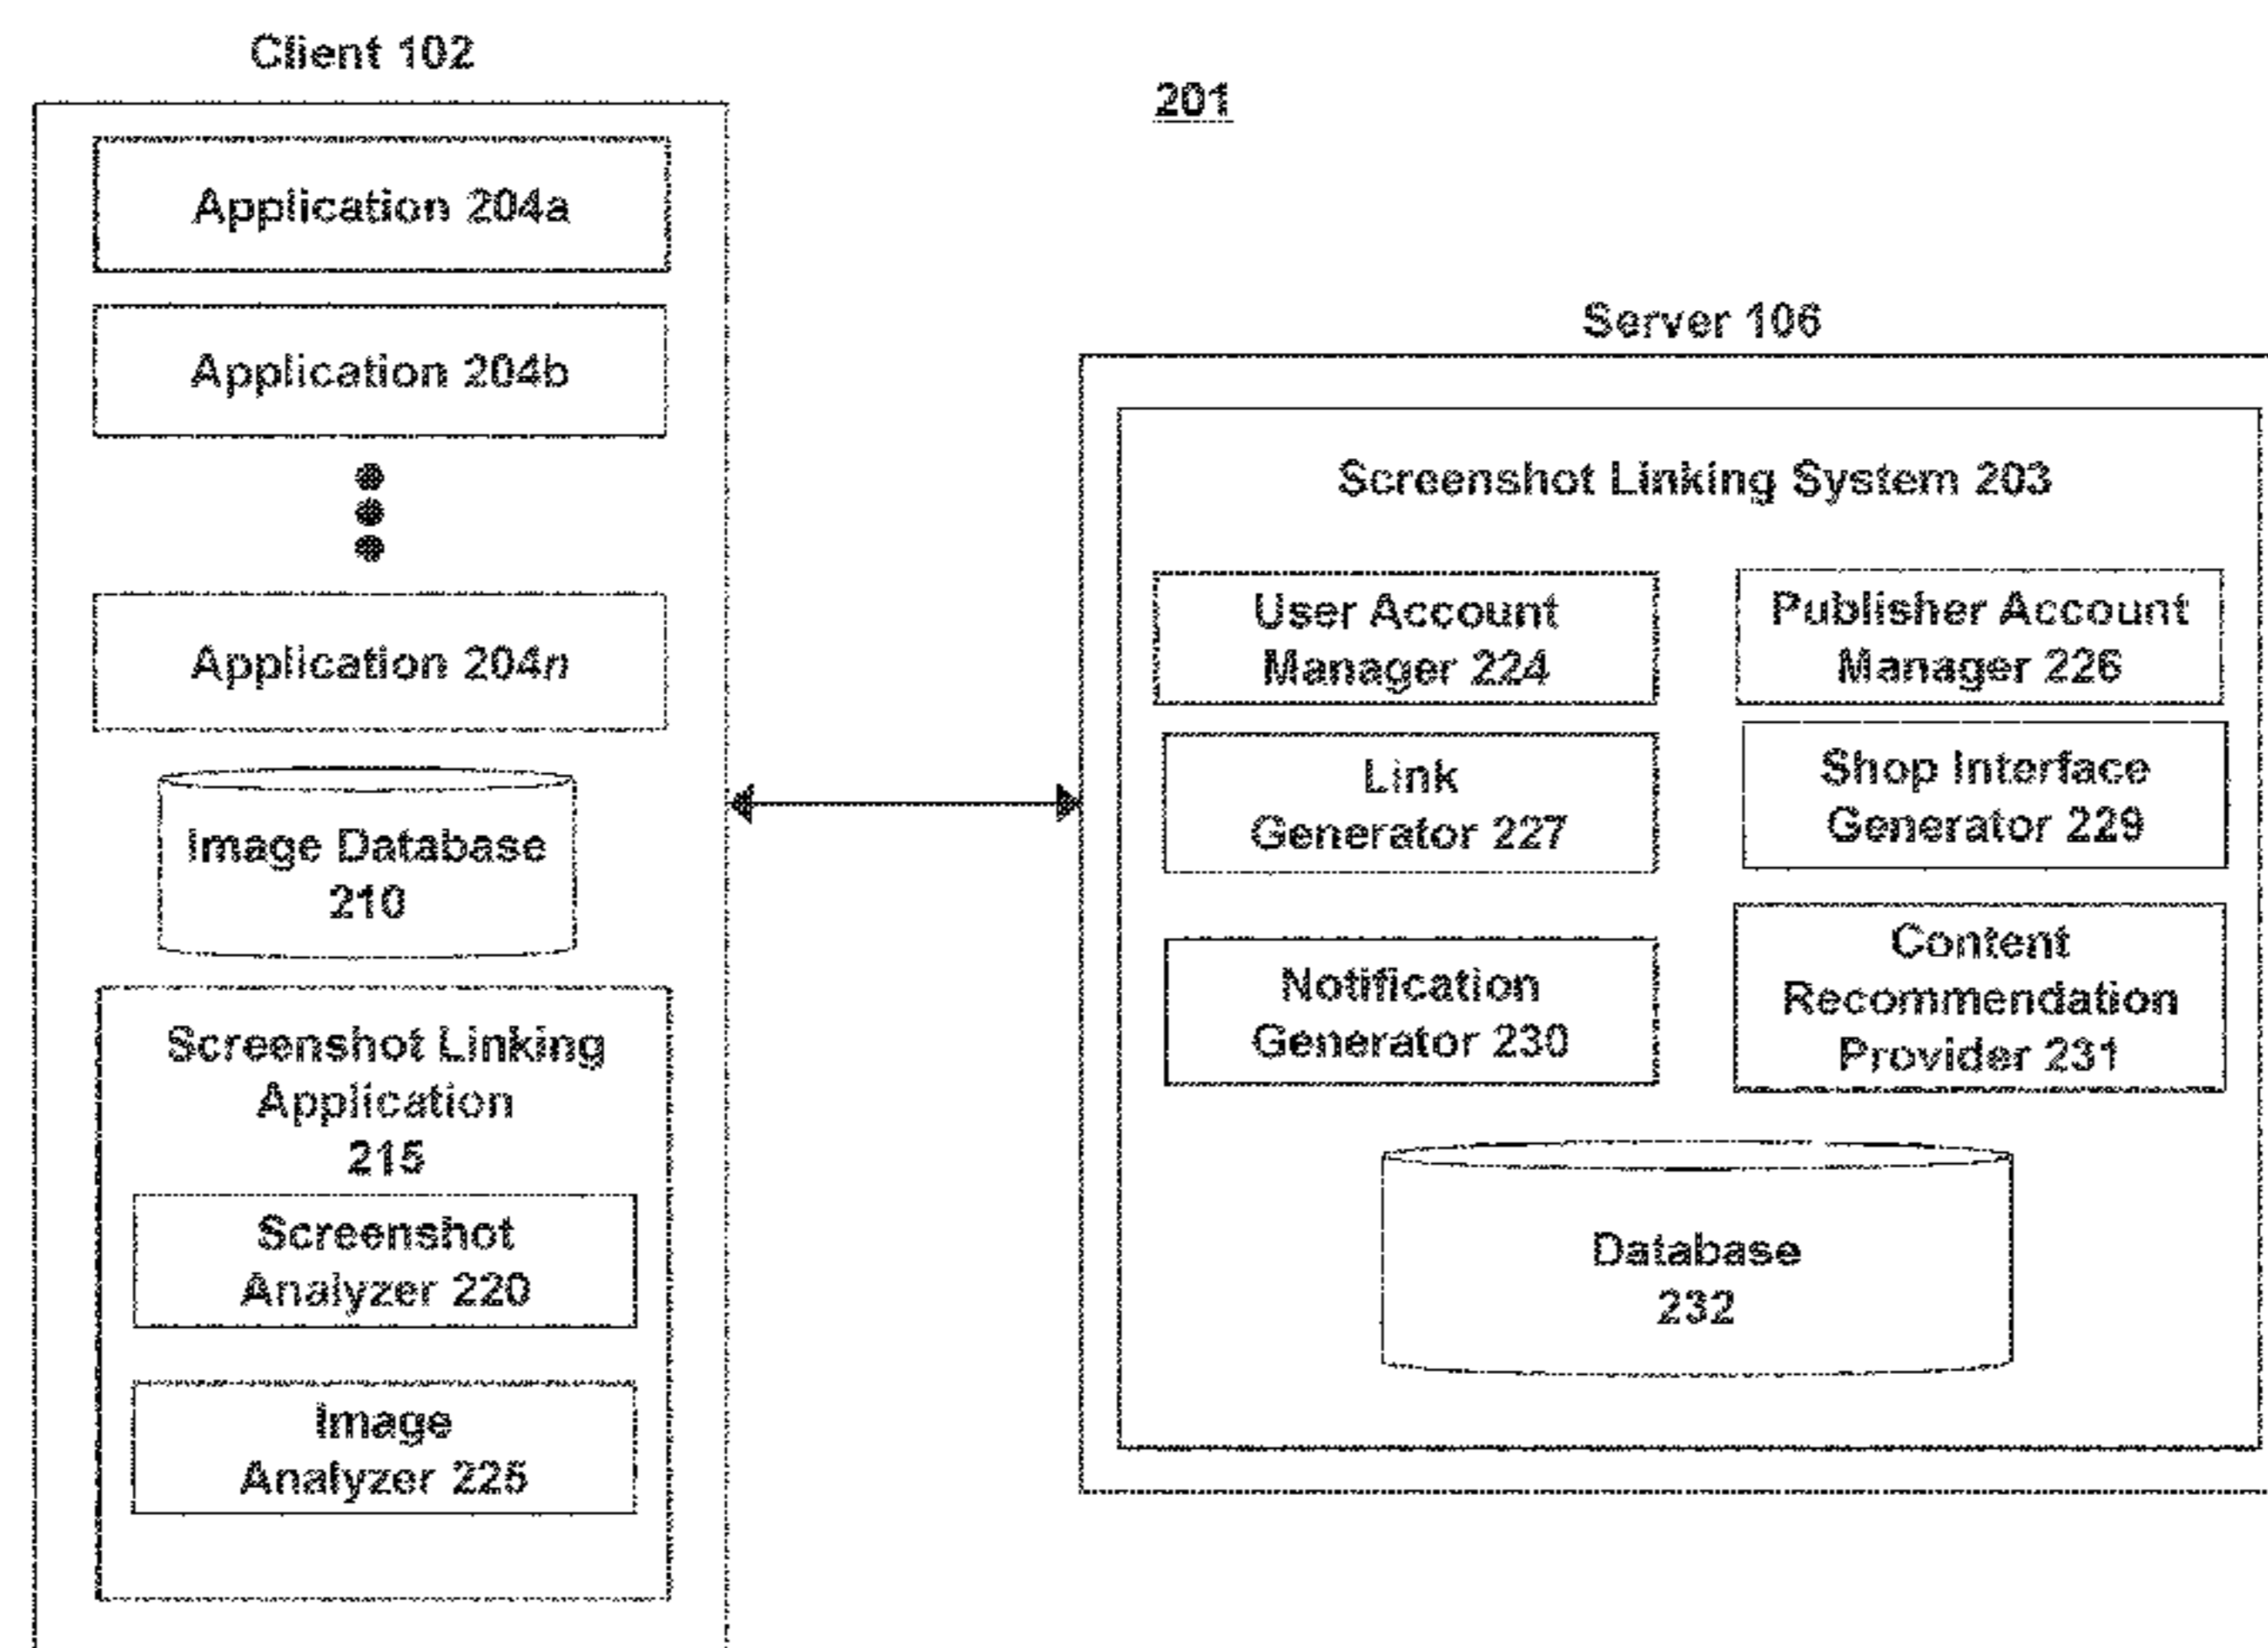 Client 102
201
Application 204a
Application 204b
Application 204n
Image Database
210
Screenshot Linking
Application
215
Screenshot
Analyzer 220
Image
Analyzer 225
Server 106
Screenshot Linking System 203
User Account
Manager 224
Publisher Account
Manager 226
Link
Generator 227
Shop Interface
Generator 229
Notification
Generator 230
Content
Recommendation
Provider 231
Database
232